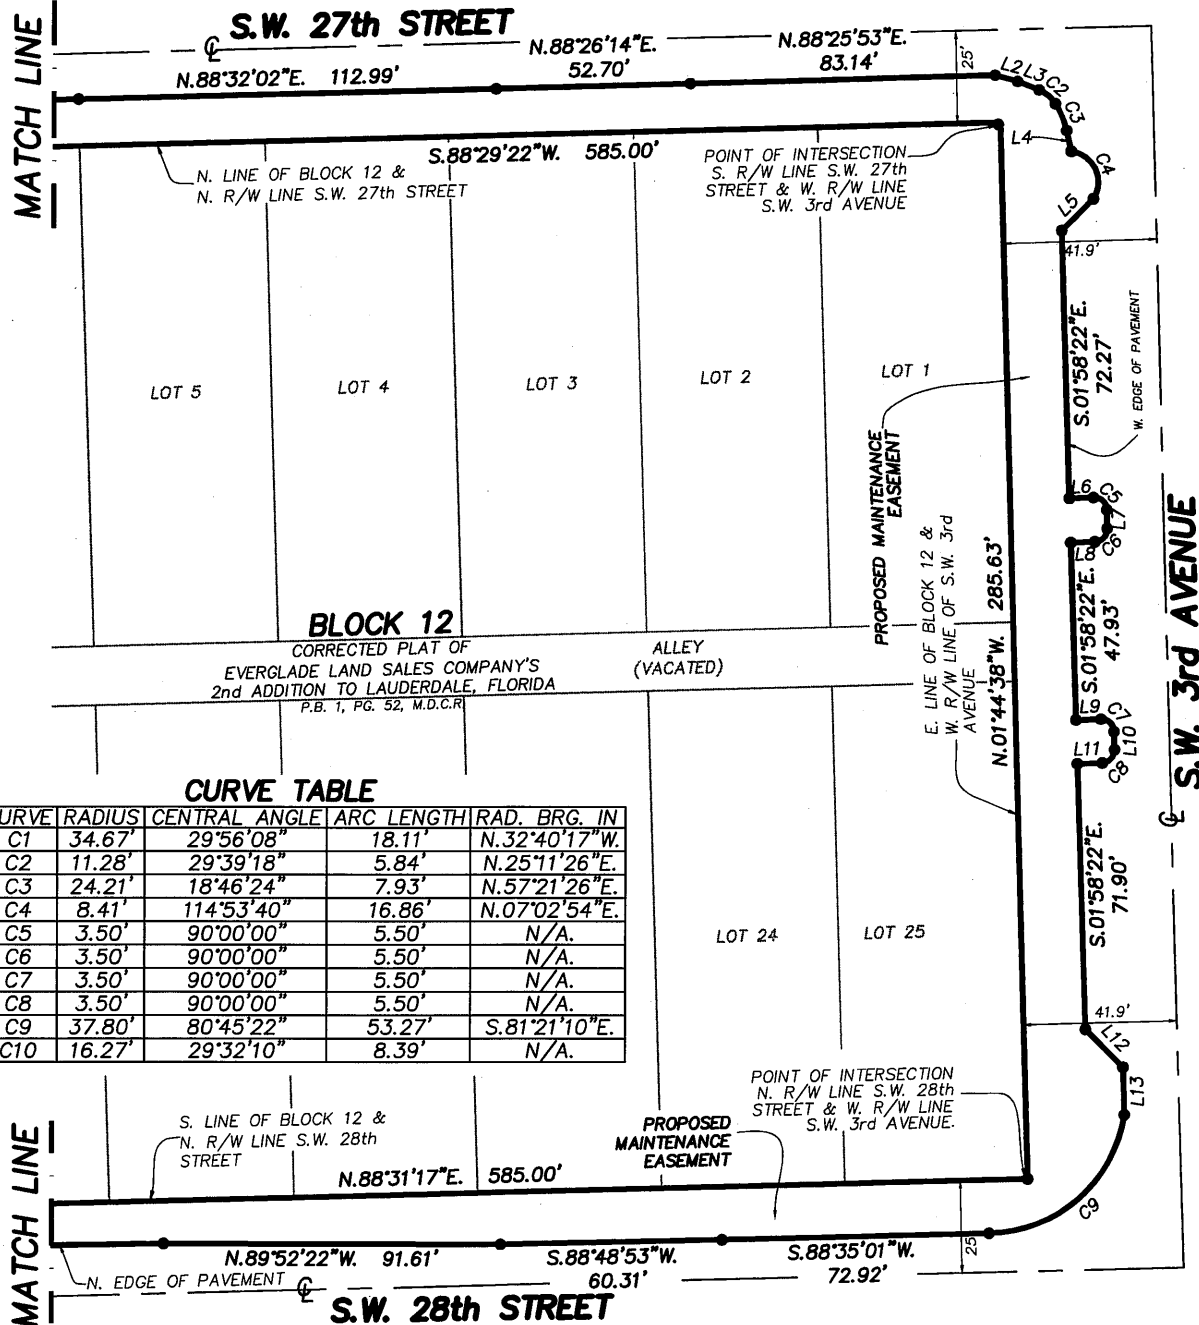 MATCH LINE
S.W. 27th STREET
N.88°32'02"E. 112.99'
N.88°26'14"E.
52.70'
N.88°25'53"E.
83.14'
25'
L2
L3
C2
C3
L4
C4
L5
S.88°29'22"W. 585.00'
N. LINE OF BLOCK 12 &
N. R/W LINE S.W. 27th STREET
POINT OF INTERSECTION
S. R/W LINE S.W. 27th
STREET & W. R/W LINE
S.W. 3rd AVENUE
41.9'
S.01°58'22"E.
72.27'
W. EDGE OF PAVEMENT
LOT 5
LOT 4
LOT 3
LOT 2
LOT 1
PROPOSED MAINTENANCE
EASEMENT
L6
C5
L7
C6
L8
S.01°58'22"E.
47.93'
E. LINE OF BLOCK 12 &
W. R/W LINE OF S.W. 3rd
AVENUE
N.01°44'38"W. 285.63'
S.W. 3rd AVENUE
BLOCK 12
CORRECTED PLAT OF
EVERGLADE LAND SALES COMPANY'S
2nd ADDITION TO LAUDERDALE, FLORIDA
P.B. 1, PG. 52, M.D.C.R.
ALLEY
(VACATED)
L9
C7
L10
L11
C8
CURVE TABLE
URVE RADIUS CENTRAL ANGLE ARC LENGTH RAD. BRG. IN
C1 34.67' 29°56'08" 18.11' N.32°40'17"W.
C2 11.28' 29°39'18" 5.84' N.25°11'26"E.
C3 24.21' 18°46'24" 7.93' N.57°21'26"E.
C4 8.41' 114°53'40" 16.86' N.07°02'54"E.
C5 3.50' 90°00'00" 5.50' N/A.
C6 3.50' 90°00'00" 5.50' N/A.
C7 3.50' 90°00'00" 5.50' N/A.
C8 3.50' 90°00'00" 5.50' N/A.
C9 37.80' 80°45'22" 53.27' S.81°21'10"E.
C10 16.27' 29°32'10" 8.39' N/A.
S.01°58'22"E.
71.90'
LOT 24
LOT 25
41.9'
L12
L13
POINT OF INTERSECTION
N. R/W LINE S.W. 28th
STREET & W. R/W LINE
S.W. 3rd AVENUE.
S. LINE OF BLOCK 12 &
N. R/W LINE S.W. 28th
STREET
PROPOSED
MAINTENANCE
EASEMENT
N.88°31'17"E. 585.00'
C9
25'
MATCH LINE
N.89°52'22"W. 91.61'
S.88°48'53"W.
60.31'
S.88°35'01"W.
72.92'
N. EDGE OF PAVEMENT
S.W. 28th STREET